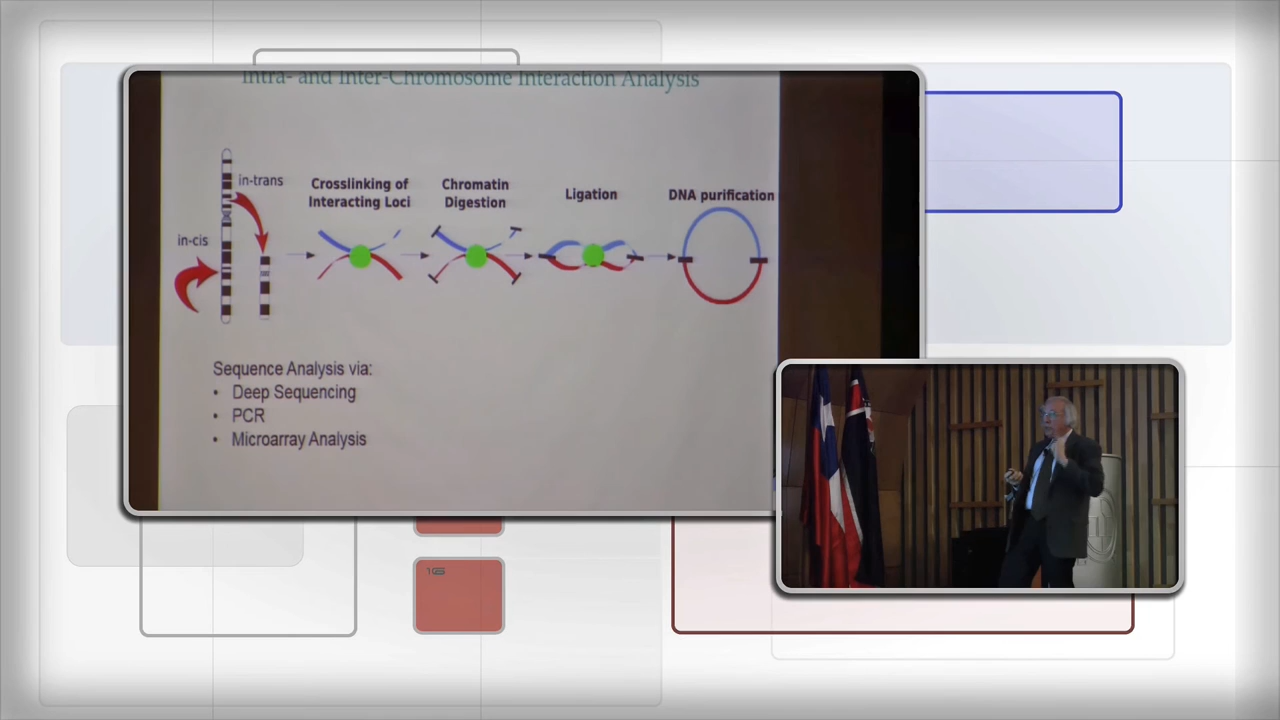 Intra- and Inter-Chromosome Interaction Analysis
in-trans
in-cis
Crosslinking of
Interacting Loci
Chromatin
Digestion
Ligation
DNA purification
Sequence Analysis via:
• Deep Sequencing
• PCR
• Microarray Analysis
16